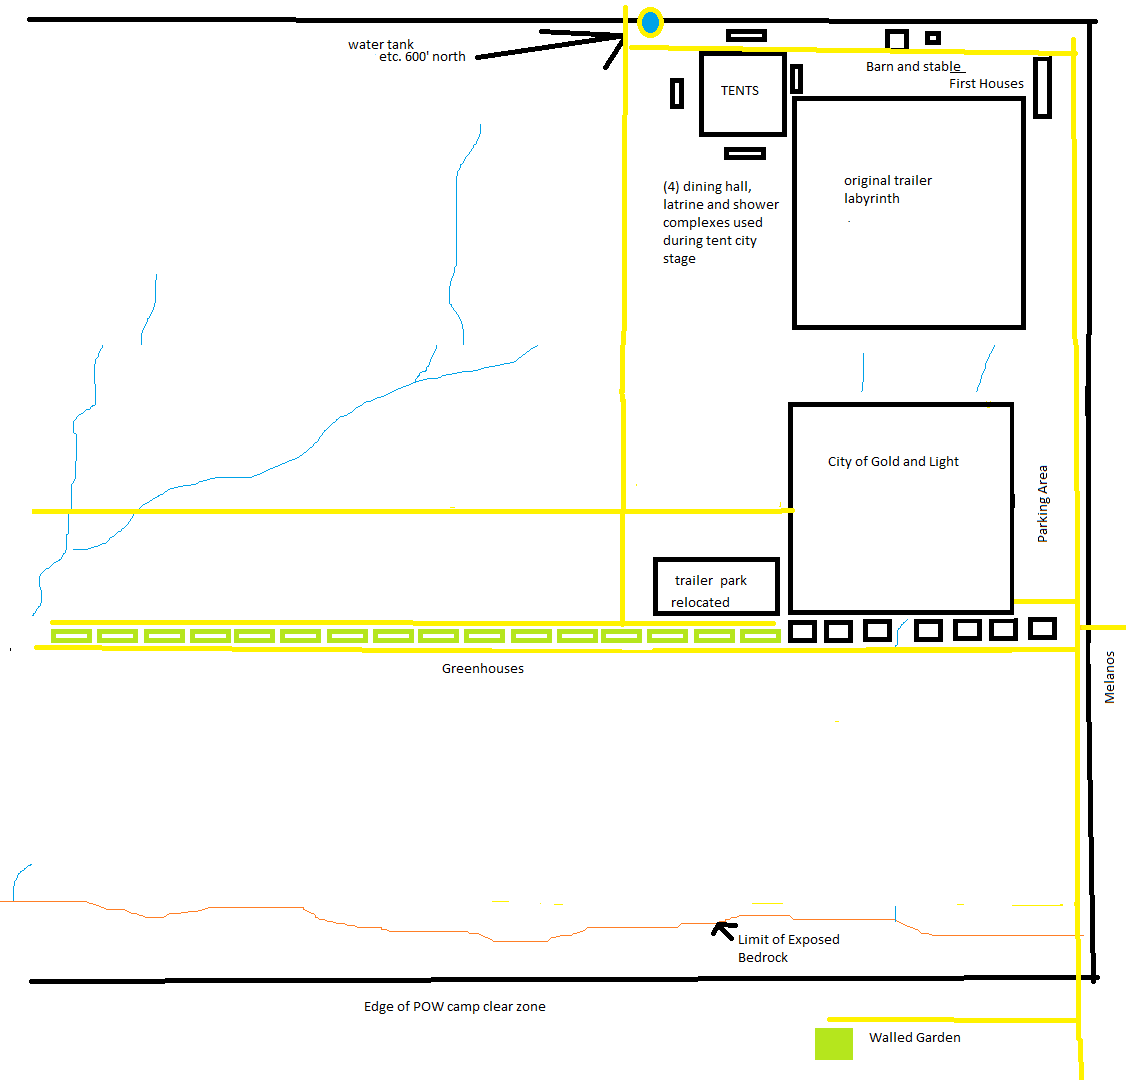 water tank
etc. 600' north
TENTS
Barn and stable_
First Houses
(4) dining hall,
latrine and shower
complexes used
during tent city
stage
original trailer
labyrinth
.
City of Gold and Light
Parking Area
trailer park
relocated
Greenhouses
Melanos
Limit of Exposed
Bedrock
Edge of POW camp clear zone
Walled Garden